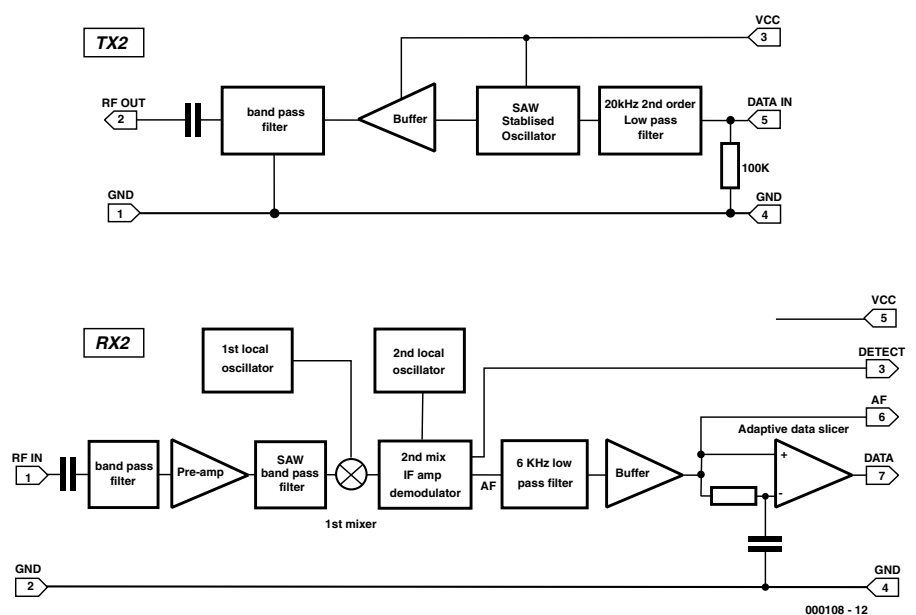 TX2
VCC
3
RF OUT
2
band pass
filter
Buffer
SAW
Stablised
Oscillator
20kHz 2nd order
Low pass
filter
DATA IN
5
100K
GND
1
GND
4
RX2
VCC
5
1st local
oscillator
2nd local
oscillator
DETECT
3
AF
6
Adaptive data slicer
RF IN
1
band pass
filter
Pre-amp
SAW
band pass
filter
1st mixer
2nd mix
IF amp
demodulator
AF
6 KHz low
pass filter
Buffer
+
-
DATA
7
GND
2
GND
4
000108 - 12